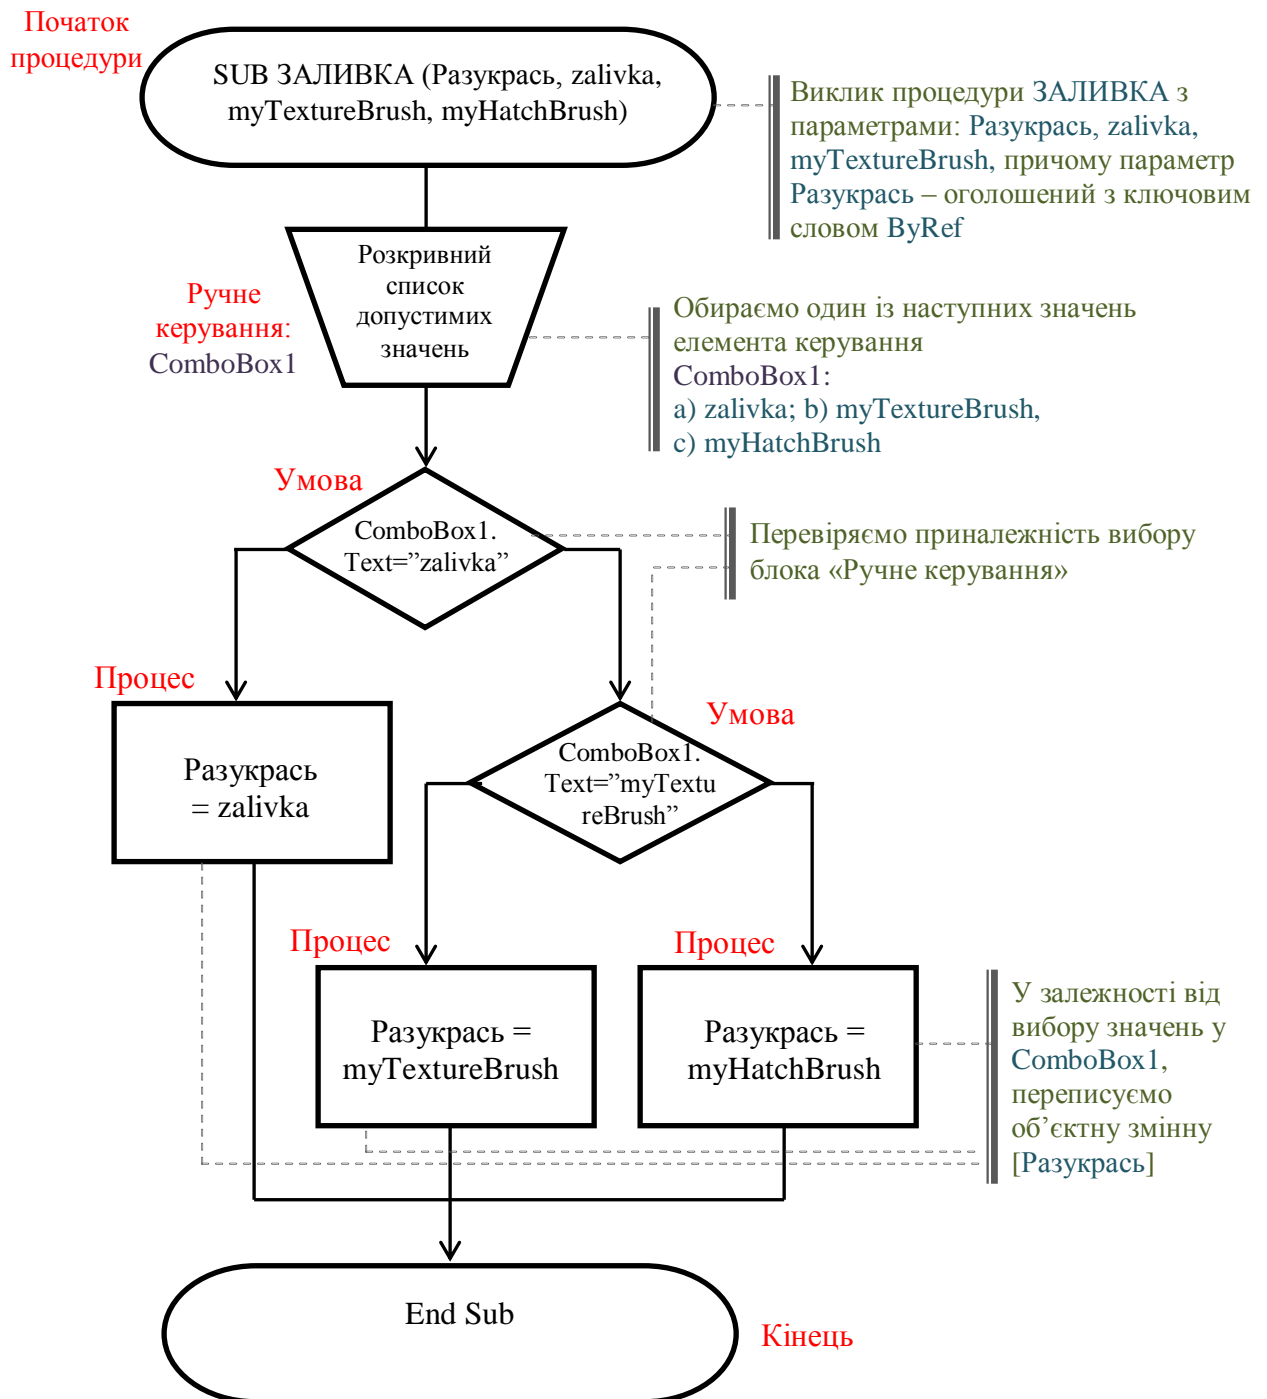 Початок
процедури
SUB ЗАЛИВКА (Разукрась, zalivka,
myTextureBrush, myHatchBrush)
Виклик процедури ЗАЛИВКА з
параметрами: Разукрась, zalivka,
myTextureBrush, причому параметр
Разукрась – оголошений з ключовим
словом ByRef
Розкривний
список
допустимих
значень
Ручне
керування:
ComboBox1
Обираємо один із наступних значень
елемента керування
ComboBox1:
a) zalivka; b) myTextureBrush,
c) myHatchBrush
Умова
ComboBox1.
Text=”zalivka”
Перевіряємо приналежність вибору
блока «Ручне керування»
Процес
Разукрась
= zalivka
Умова
ComboBox1.
Text=”myTextu
reBrush”
Процес
Разукрась =
myTextureBrush
Процес
Разукрась =
myHatchBrush
У залежності від
вибору значень у
ComboBox1,
переписуємо
об’єктну змінну
[Разукрась]
End Sub
Кінець